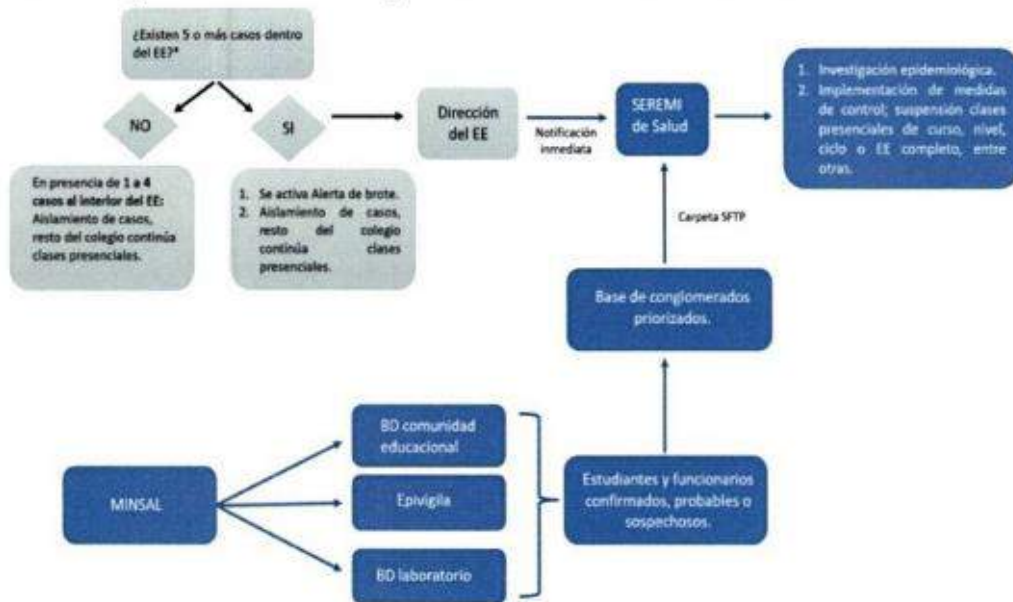 ¿Existen 5 o más casos dentro
del EE?*
NO
SI
En presencia de 1 a 4
casos al interior del EE:
Aislamiento de casos,
resto del colegio continúa
clases presenciales.
1. Se activa Alerta de brote.
2. Aislamiento de casos,
resto del colegio
continúa clases
presenciales.
Dirección
del EE
Notificación
inmediata
SEREMI
de Salud
1. Investigación epidemiológica.
2. Implementación de medidas
de control; suspensión clases
presenciales de curso, nivel,
ciclo o EE completo, entre
otras.
Carpeta SFTP
Base de conglomerados
priorizados.
MINSAL
BD comunidad
educacional
Epivigila
BD laboratorio
Estudiantes y funcionarios
confirmados, probables o
sospechosos.